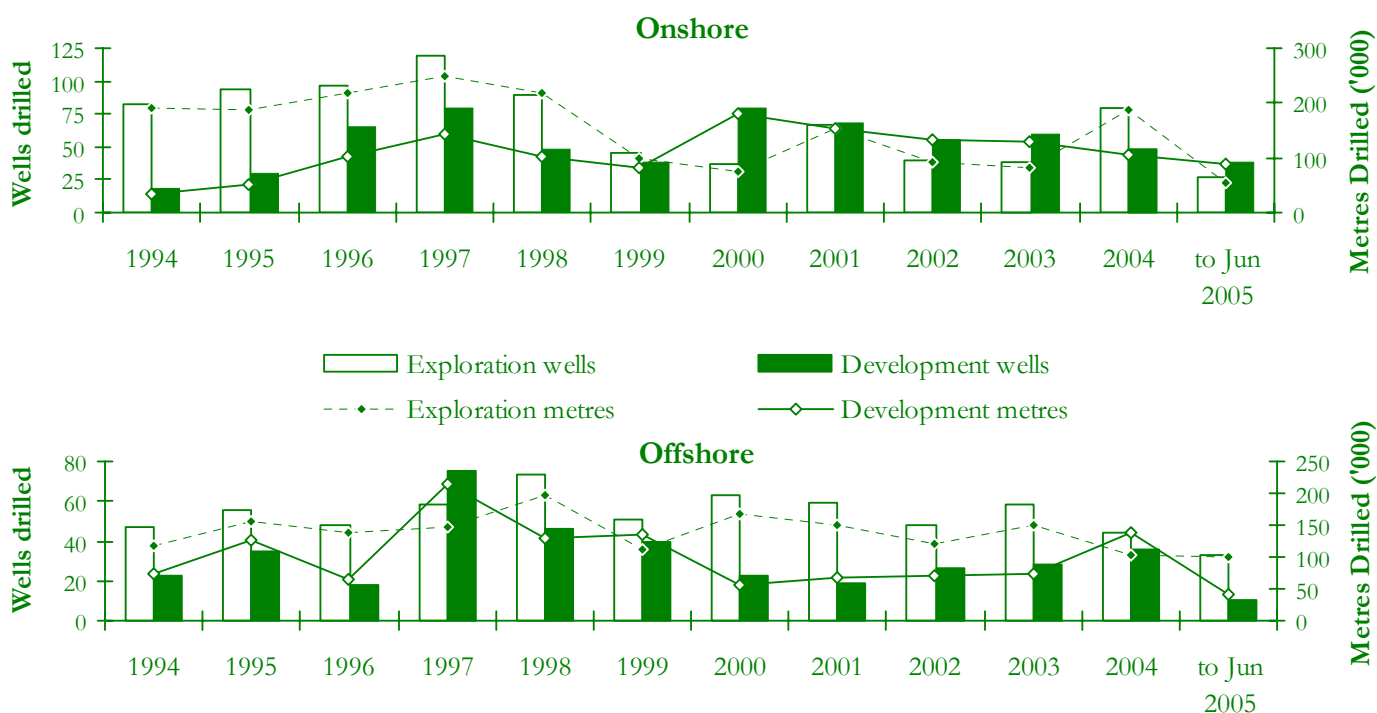 Onshore
Wells drilled
125
100
75
50
25
0
300
200
100
0
Metres Drilled ('000)
1994 1995 1996 1997 1998 1999 2000 2001 2002 2003 2004 to Jun
2005
Exploration wells Development wells
Exploration metres Development metres
Offshore
Wells drilled
80
60
40
20
0
250
200
150
100
50
0
Metres Drilled ('000)
1994 1995 1996 1997 1998 1999 2000 2001 2002 2003 2004 to Jun
2005